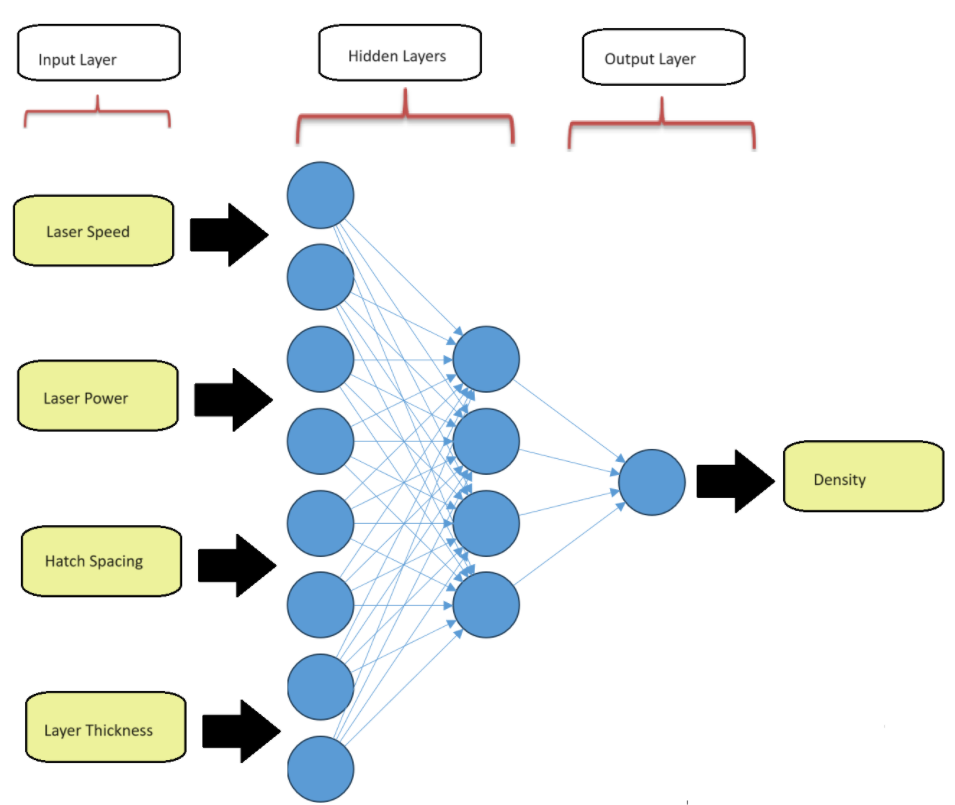 Input Layer
Hidden Layers
Output Layer
Laser Speed
Laser Power
Hatch Spacing
Layer Thickness
Density